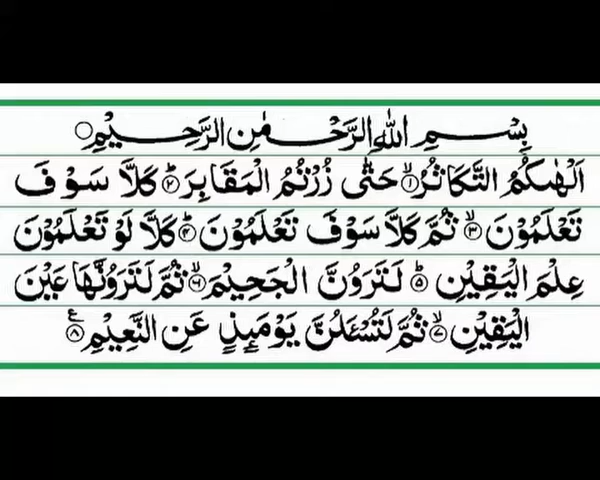 بِسْمِ اللّٰهِ الرَّحْمٰنِ الرَّحِيْمِ ○
اَلْهٰىكُمُ التَّكَاثُرُ ۙ﴿۱﴾ حَتّٰى زُرْتُمُ الْمَقَابِرَ ؕ﴿۲﴾ كَلَّا سَوْفَ
تَعْلَمُوْنَ ۙ﴿۳﴾ ثُمَّ كَلَّا سَوْفَ تَعْلَمُوْنَ ؕ﴿۴﴾ كَلَّا لَوْ تَعْلَمُوْنَ
عِلْمَ الْيَقِيْنِ ؕ﴿۵﴾ لَتَرَوُنَّ الْجَحِيْمَ ۙ﴿۶﴾ ثُمَّ لَتَرَوُنَّهَا عَيْنَ
الْيَقِيْنِ ۙ﴿۷﴾ ثُمَّ لَتُسْـَٔلُنَّ يَوْمَىِٕذٍ عَنِ النَّعِيْمِ ﴿۸﴾ ع